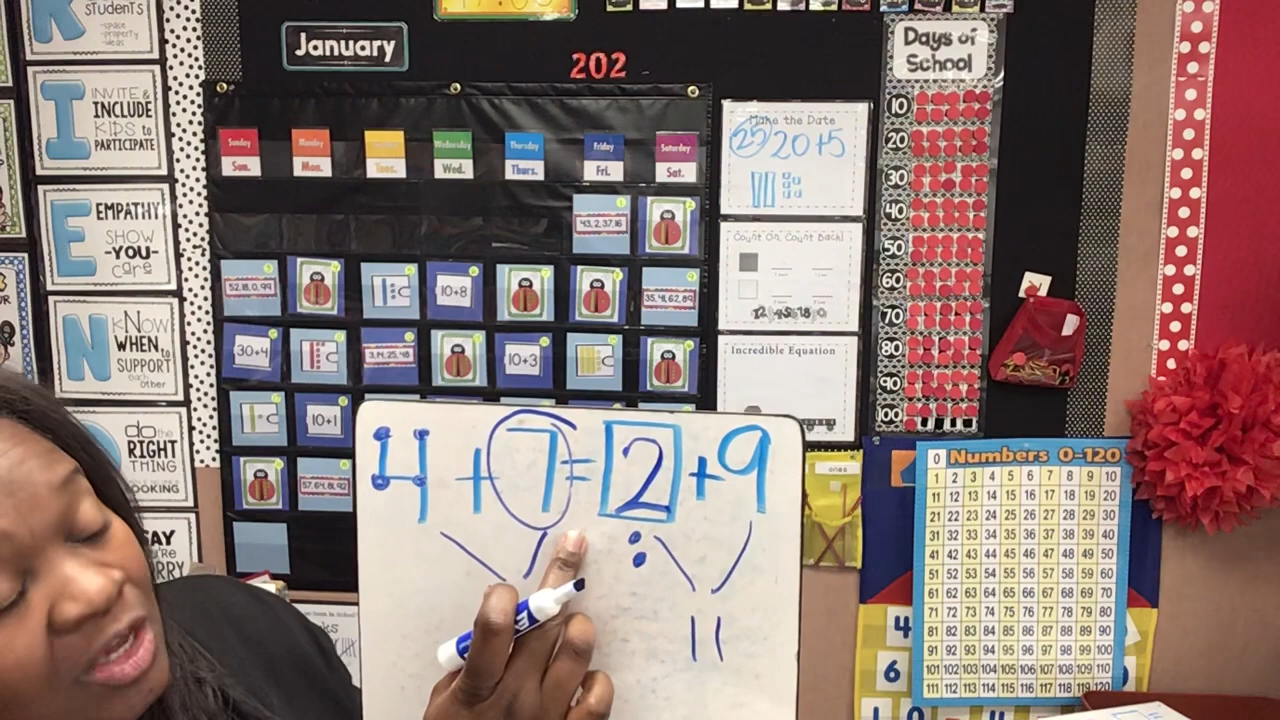 STUDENTS
-space
-property
-ideas
K
I
INVITE &
INCLUDE
KIDS to
PARTICIPATE
E
EMPATHY
SHOW
-YOU-
care
N
kNOW
WHEN to
SUPPORT
each
other
do the
RIGHT
THING
LOOKING
SAY
you're
January
202
Sunday
Monday
Wednesday
Thursday
Friday
Saturday
Sun.
Mon.
Tues.
Wed.
Thurs.
Fri.
Sat.
43, 2, 37, 16
52, 18, 0, 99
10+8
35, 41, 62, 89
30+4
3, 14, 25, 48
10+3
10+1
57, 64, 81, 92
Make the Date
25 20+5
Count On, Count Back!
Incredible Equation
Days of
School
10
20
30
40
50
60
70
80
90
100
ones
4 + 7 = 2 + 9
11
0 Numbers 0-120
1 2 3 4 5 6 7 8 9 10
11 12 13 14 15 16 17 18 19 20
21 22 23 24 25 26 27 28 29 30
31 32 33 34 35 36 37 38 39 40
41 42 43 44 45 46 47 48 49 50
51 52 53 54 55 56 57 58 59 60
61 62 63 64 65 66 67 68 69 70
71 72 73 74 75 76 77 78 79 80
81 82 83 84 85 86 87 88 89 90
91 92 93 94 95 96 97 98 99 100
101 102 103 104 105 106 107 108 109 110
111 112 113 114 115 116 117 118 119 120
4
6